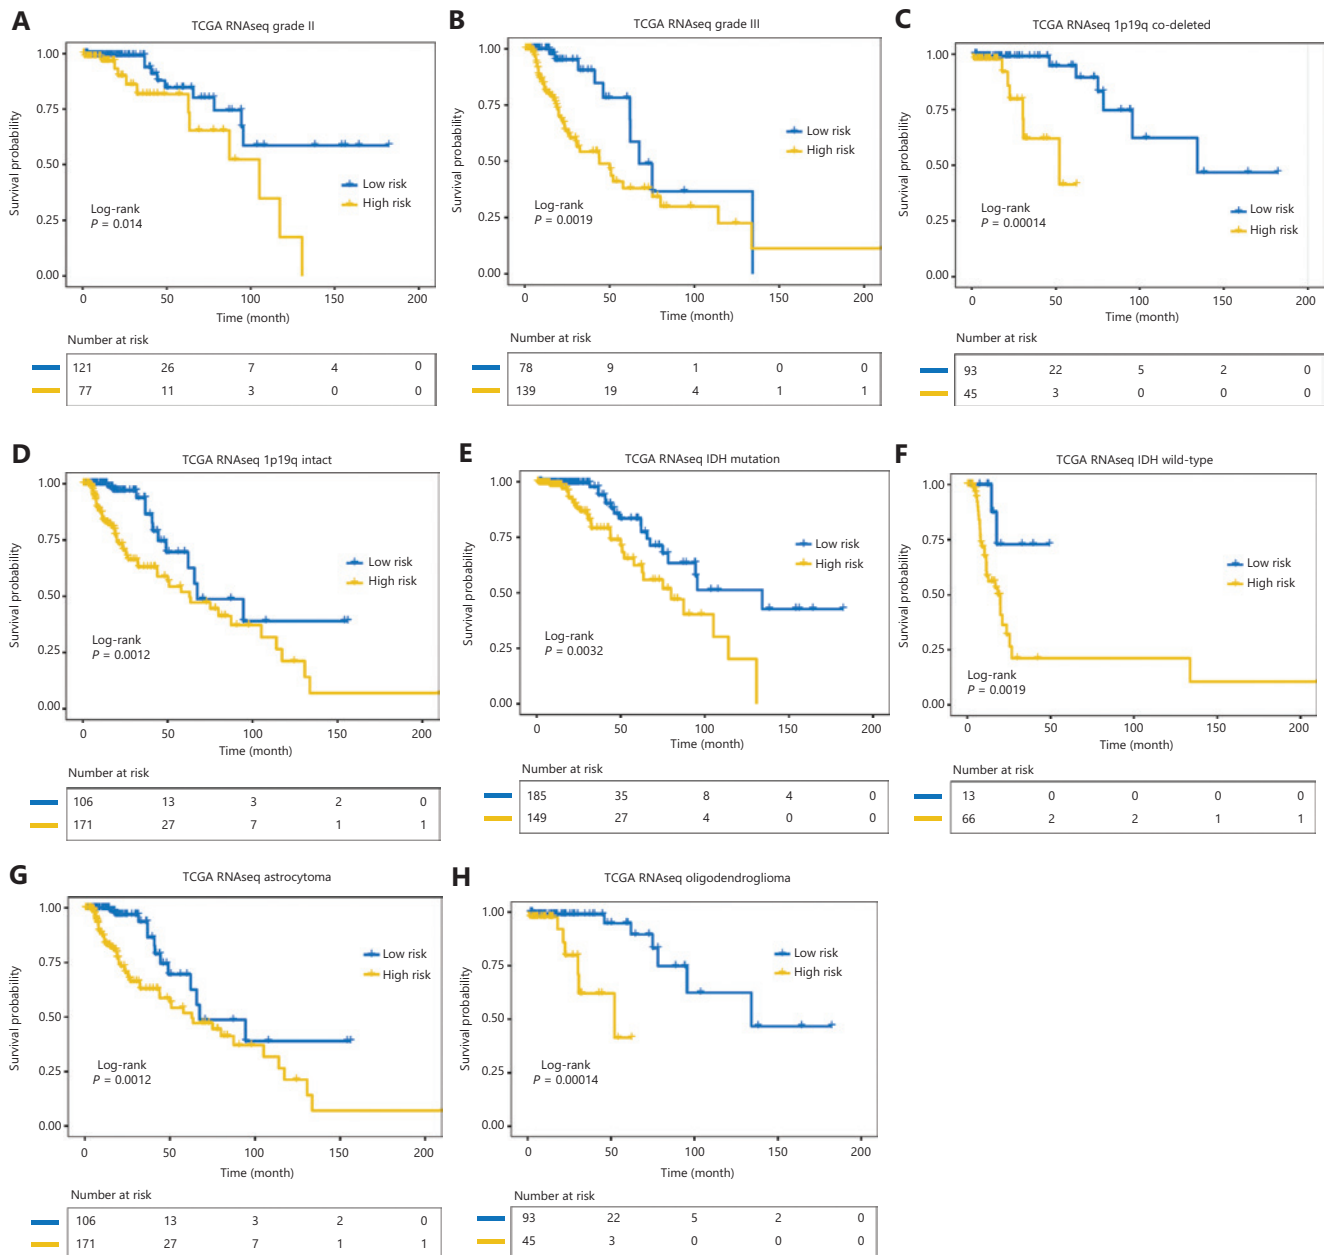 A
TCGA RNAseq grade II
Survival probability
1.00
0.75
0.50
0.25
0.00
Low risk
High risk
Log-rank
P = 0.014
0 50 100 150 200
Time (month)
Number at risk
121 26 7 4 0
77 11 3 0 0
B
TCGA RNAseq grade III
Survival probability
1.00
0.75
0.50
0.25
0.00
Low risk
High risk
Log-rank
P = 0.0019
0 50 100 150 200
Time (month)
Number at risk
78 9 1 0 0
139 19 4 1 1
C
TCGA RNAseq 1p19q co-deleted
Survival probability
1.00
0.75
0.50
0.25
0.00
Low risk
High risk
Log-rank
P = 0.00014
0 50 100 150 200
Time (month)
Number at risk
93 22 5 2 0
45 3 0 0 0
D
TCGA RNAseq 1p19q intact
Survival probability
1.00
0.75
0.50
0.25
0.00
Low risk
High risk
Log-rank
P = 0.0012
0 50 100 150 200
Time (month)
Number at risk
106 13 3 2 0
171 27 7 1 1
E
TCGA RNAseq IDH mutation
Survival probability
1.00
0.75
0.50
0.25
0.00
Low risk
High risk
Log-rank
P = 0.0032
0 50 100 150 200
Time (month)
Number at risk
185 35 8 4 0
149 27 4 0 0
F
TCGA RNAseq IDH wild-type
Survival probability
1.00
0.75
0.50
0.25
0.00
Low risk
High risk
Log-rank
P = 0.0019
0 50 100 150 200
Time (month)
Number at risk
13 0 0 0 0
66 2 2 1 1
G
TCGA RNAseq astrocytoma
Survival probability
1.00
0.75
0.50
0.25
0.00
Low risk
High risk
Log-rank
P = 0.0012
0 50 100 150 200
Time (month)
Number at risk
106 13 3 2 0
171 27 7 1 1
H
TCGA RNAseq oligodendroglioma
Survival probability
1.00
0.75
0.50
0.25
0.00
Low risk
High risk
Log-rank
P = 0.00014
0 50 100 150 200
Time (month)
Number at risk
93 22 5 2 0
45 3 0 0 0